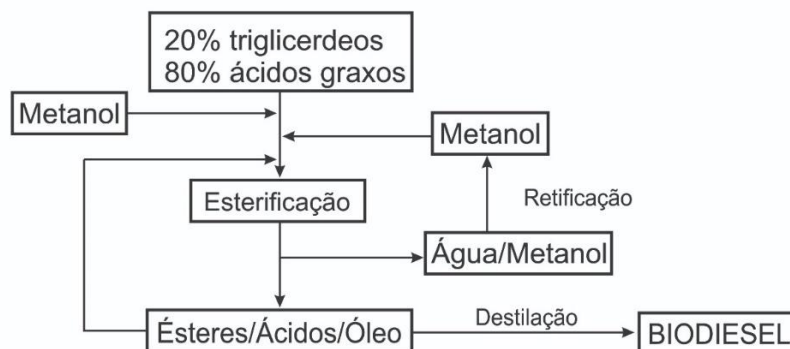 20% triglicerdeos
80% ácidos graxos
Metanol
Metanol
Esterificação
Retificação
Água/Metanol
Ésteres/Ácidos/Óleo
Destilação
BIODIESEL